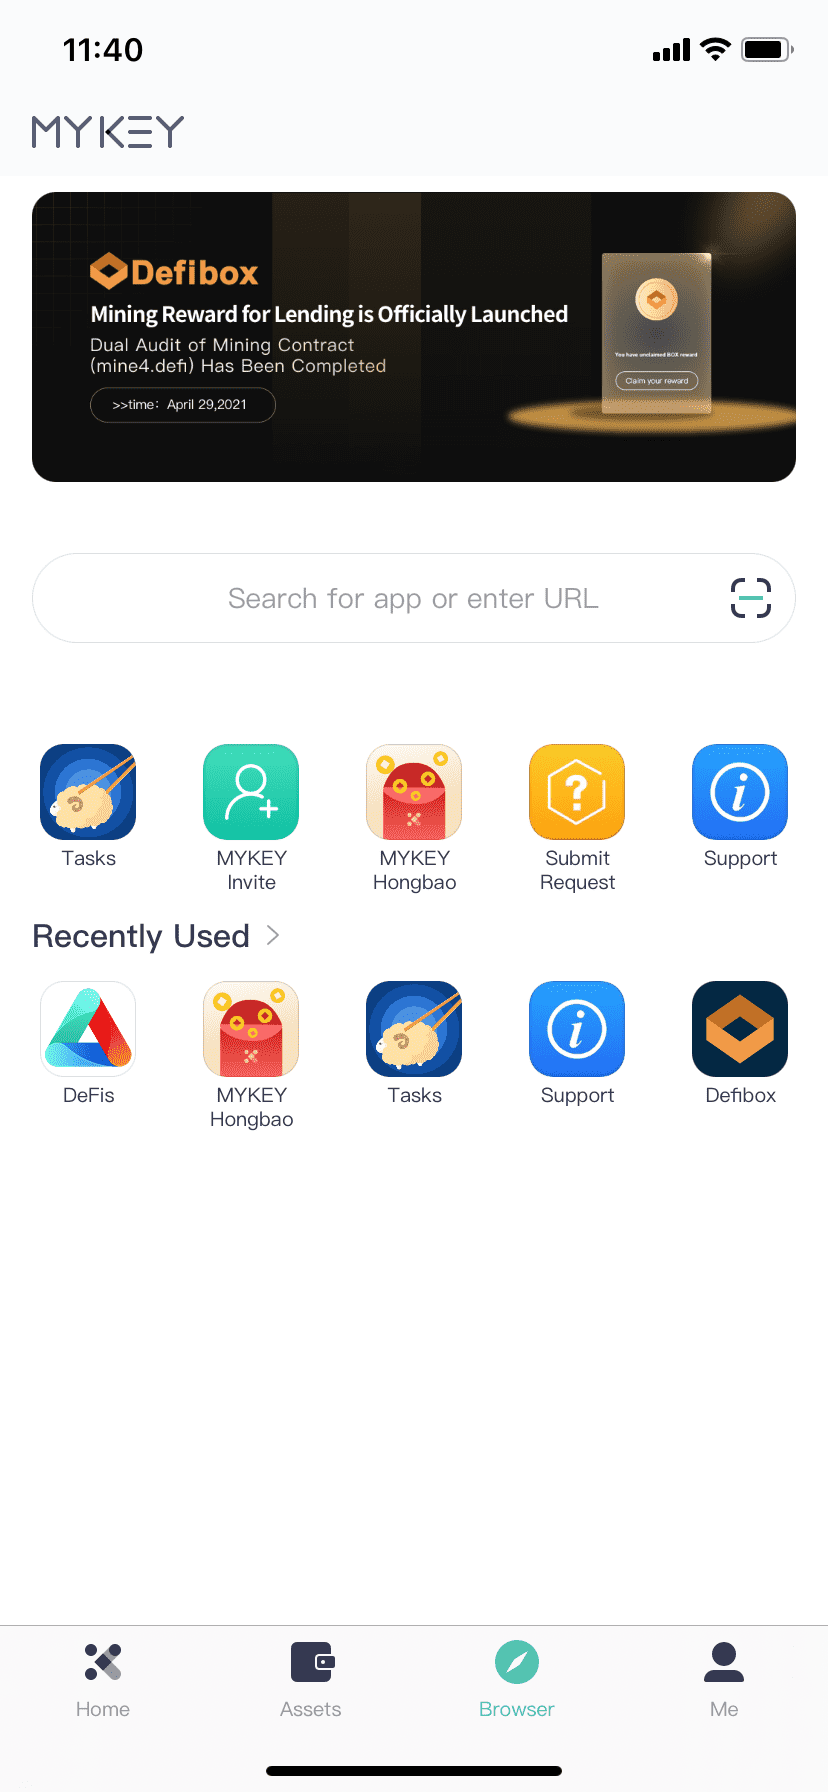 11:40
MYKEY
Defibox
Mining Reward for Lending is Officially Launched
Dual Audit of Mining Contract
(mine4.defi) Has Been Completed
>>time: April 29,2021
You have unclaimed BOX reward
Claim your reward
Search for app or enter URL
Tasks
MYKEY
Invite
MYKEY
Hongbao
Submit
Request
Support
Recently Used
DeFis
MYKEY
Hongbao
Tasks
Support
Defibox
Home
Assets
Browser
Me